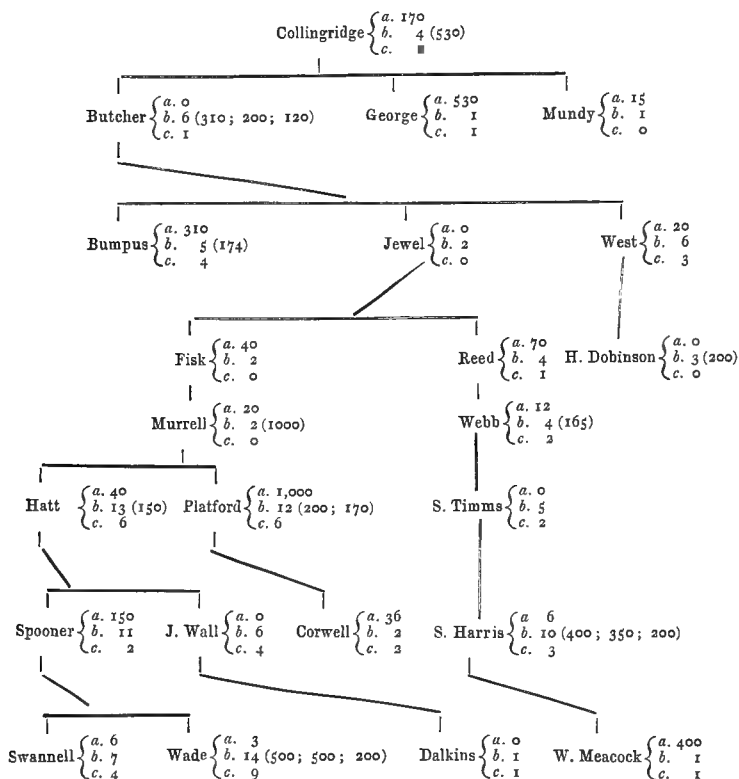 Collingridge { a. 170
b. 4 (530)
c.
Butcher { a. 0
b. 6 (310; 200; 120)
c. 1
George { a. 530
b. 1
c. 1
Mundy { a. 15
b. 1
c. 0
Bumpus { a. 310
b. 5 (174)
c. 4
Jewel { a. 0
b. 2
c. 0
West { a. 20
b. 6
c. 3
Fisk { a. 40
b. 2
c. 0
Reed { a. 70
b. 4
c. 1
H. Dobinson { a. 0
b. 3 (200)
c. 0
Murrell { a. 20
b. 2 (1000)
c. 0
Webb { a. 12
b. 4 (165)
c. 2
Hatt { a. 40
b. 13 (150)
c. 6
Platford { a. 1,000
b. 12 (200; 170)
c. 6
S. Timms { a. 0
b. 5
c. 2
Spooner { a. 150
b. 11
c. 2
J. Wall { a. 0
b. 6
c. 4
Corwell { a. 36
b. 2
c. 2
S. Harris { a 6
b. 10 (400; 350; 200)
c. 3
Swannell { a. 6
b. 7
c. 4
Wade { a. 3
b. 14 (500; 500; 200)
c. 9
Dalkins { a. 0
b. 1
c. 1
W. Meacock { a. 400
b. 1
c. 1